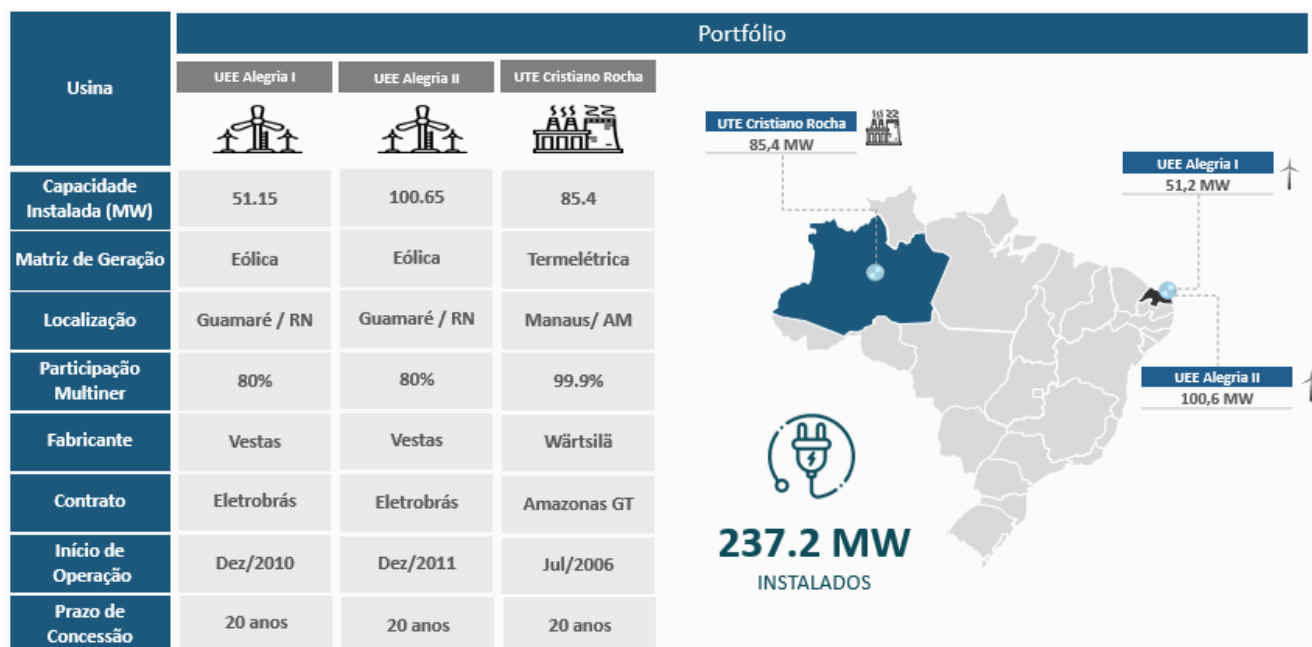 Portfólio
Usina
UEE Alegria I
UEE Alegria II
UTE Cristiano Rocha
Capacidade
Instalada (MW)
51.15
100.65
85.4
Matriz de Geração
Eólica
Eólica
Termelétrica
Localização
Guamaré / RN
Guamaré / RN
Manaus/ AM
Participação
Multiner
80%
80%
99.9%
Fabricante
Vestas
Vestas
Wärtsilä
Contrato
Eletrobrás
Eletrobrás
Amazonas GT
Início de
Operação
Dez/2010
Dez/2011
Jul/2006
Prazo de
Concessão
20 anos
20 anos
20 anos
UTE Cristiano Rocha
85,4 MW
UEE Alegria I
51,2 MW
UEE Alegria II
100,6 MW
237.2 MW
INSTALADOS